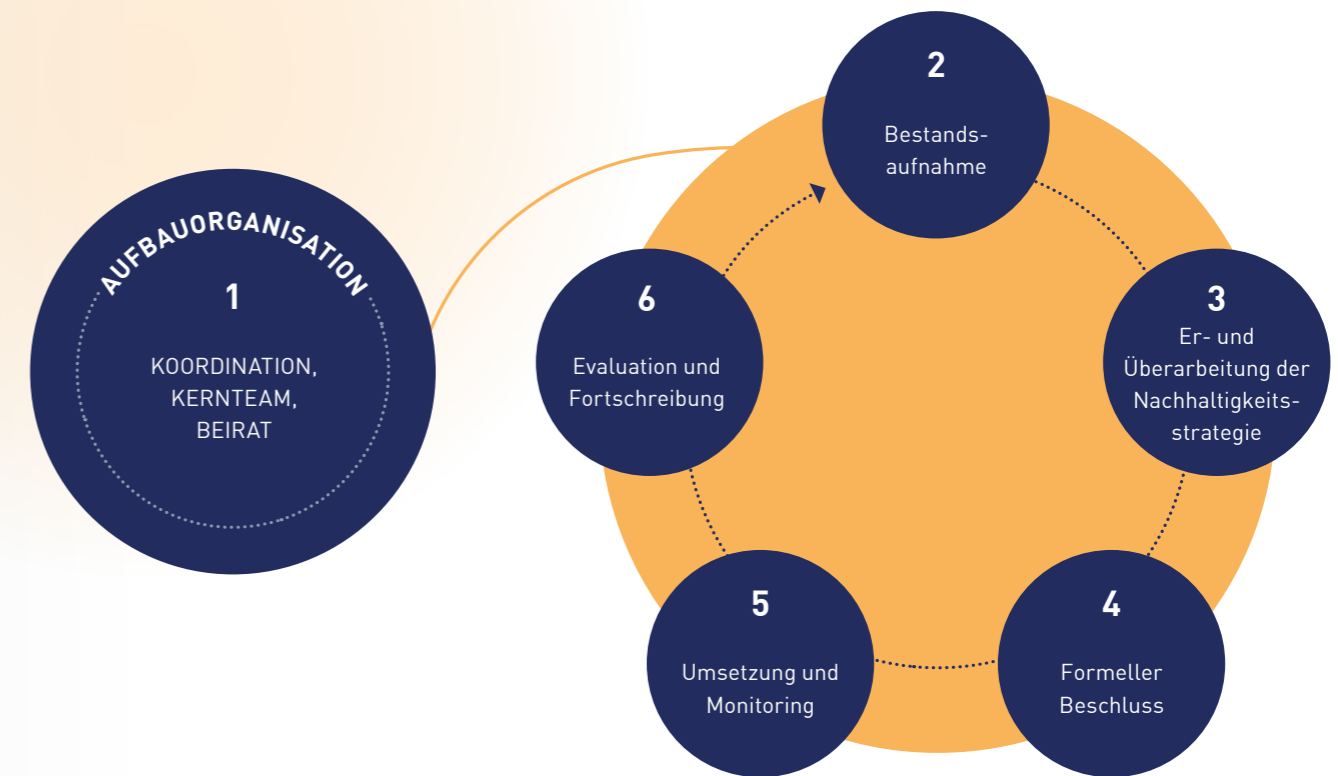 AUFBAUORGANISATION
1
KOORDINATION,
KERNTEAM,
BEIRAT
2
Bestands-
aufnahme
3
Er- und
Überarbeitung der
Nachhaltigkeits-
strategie
4
Formeller
Beschluss
5
Umsetzung und
Monitoring
6
Evaluation und
Fortschreibung